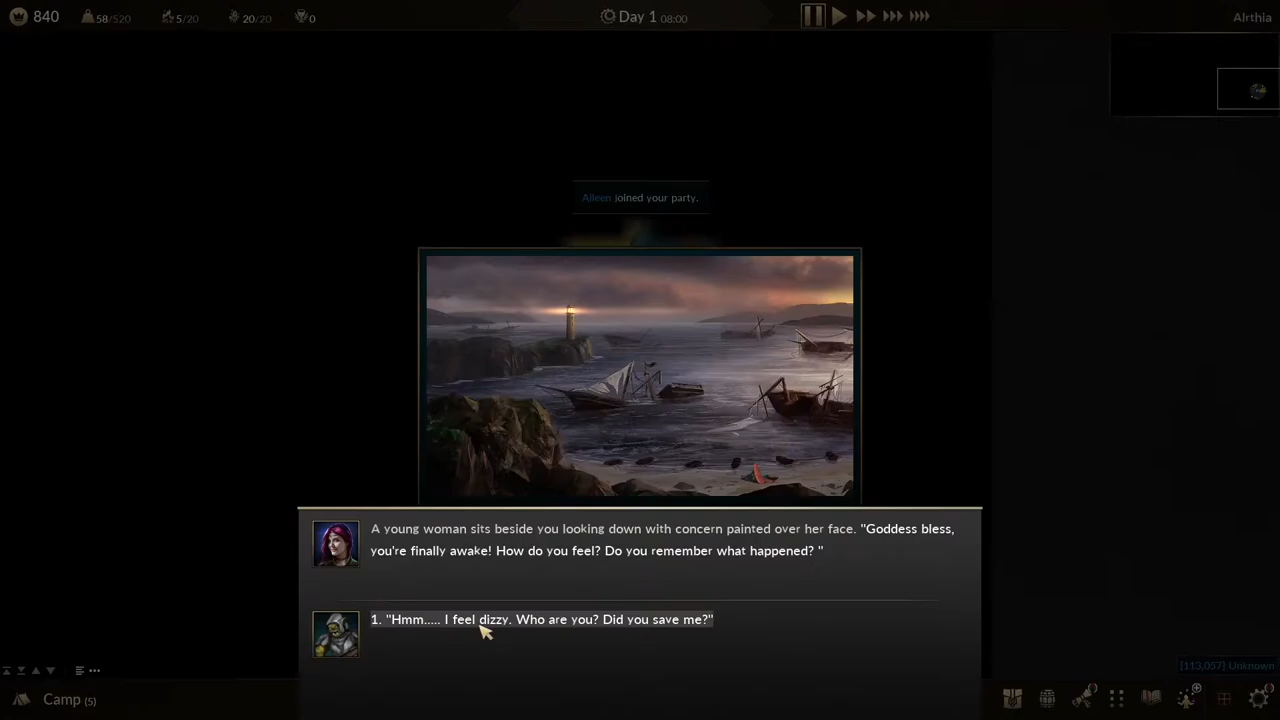 840 58/520 5/20 20/20 0 Day 1 08:00 Alrthia
Aileen joined your party.
A young woman sits beside you looking down with concern painted over her face. "Goddess bless,
you're finally awake! How do you feel? Do you remember what happened? "
1. "Hmm..... I feel dizzy. Who are you? Did you save me?"
[113,057] Unknown
Camp (5)